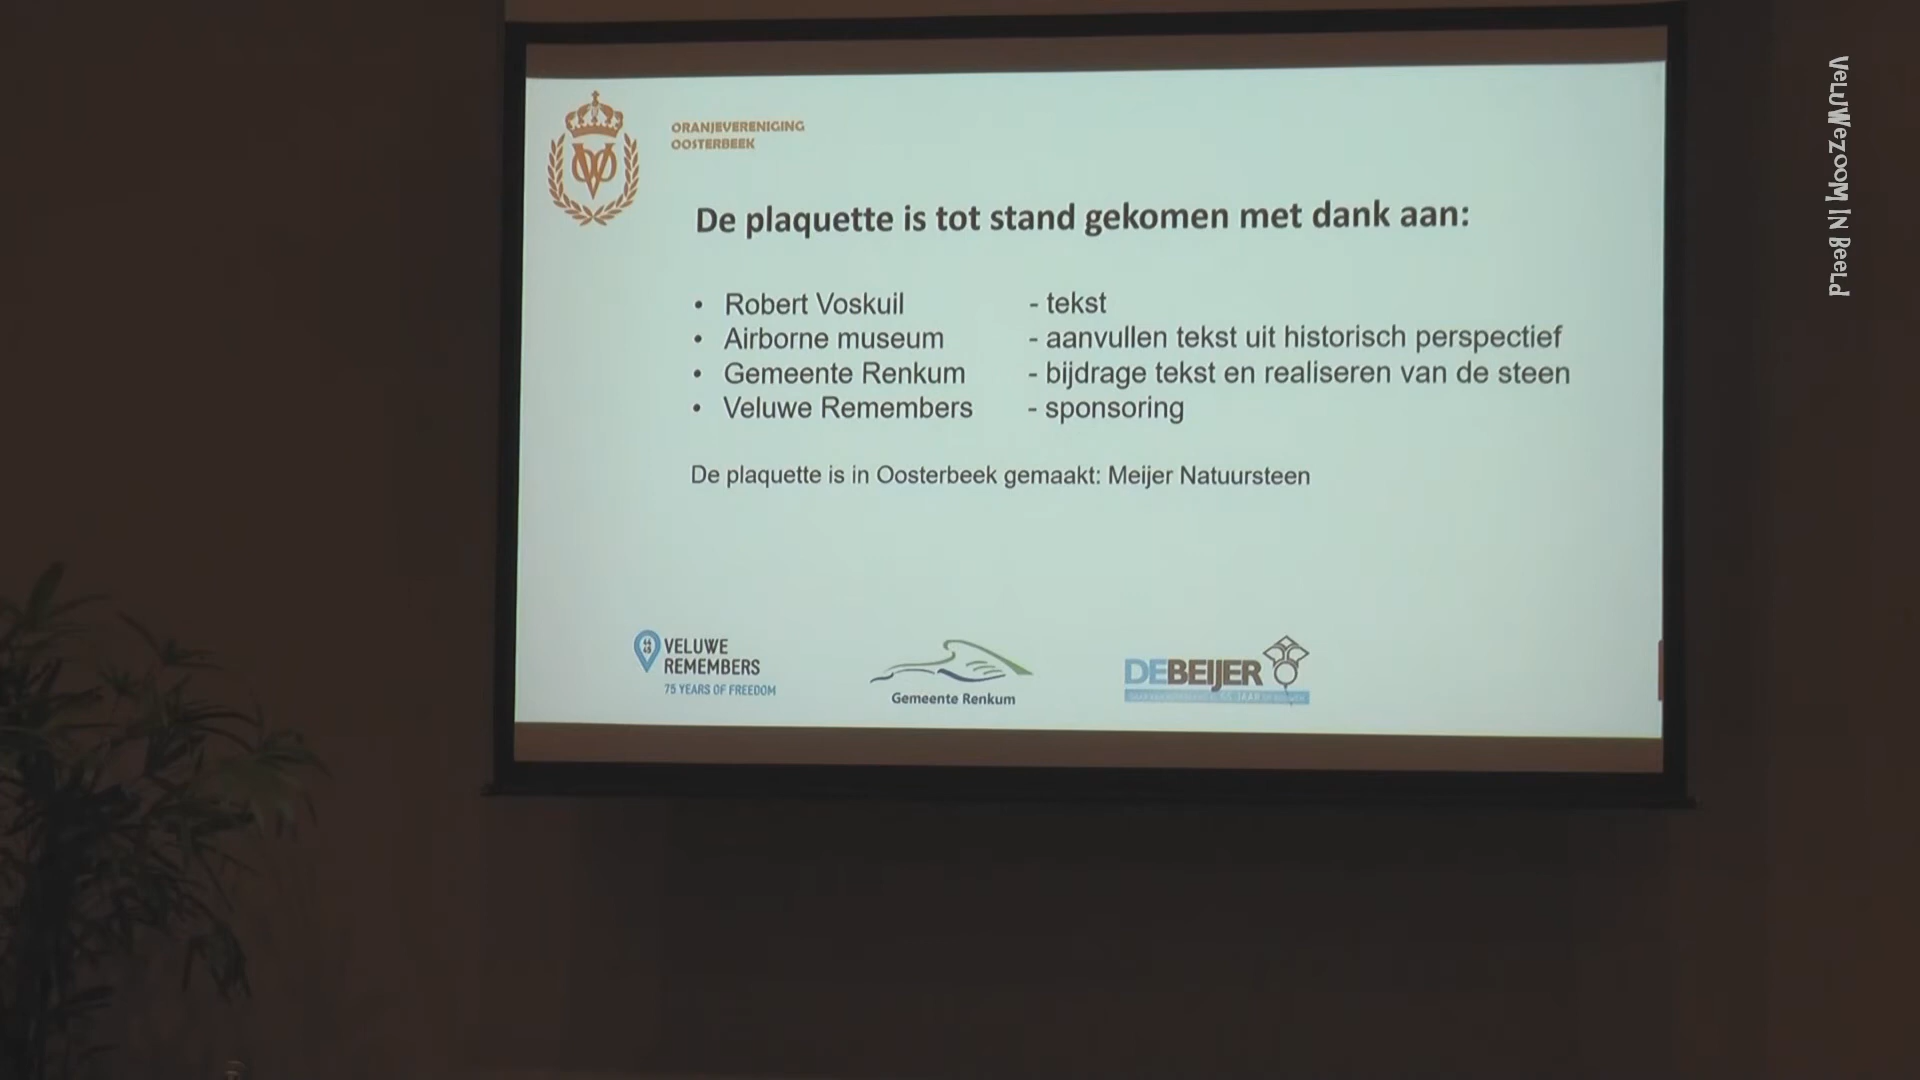 ORANJEVERENIGING
OOSTERBEEK
De plaquette is tot stand gekomen met dank aan:
• Robert Voskuil - tekst
• Airborne museum - aanvullen tekst uit historisch perspectief
• Gemeente Renkum - bijdrage tekst en realiseren van de steen
• Veluwe Remembers - sponsoring
De plaquette is in Oosterbeek gemaakt: Meijer Natuursteen
VELUWE
REMEMBERS
75 YEARS OF FREEDOM
Gemeente Renkum
DEBEIJER
VELUWEZOOM IN BEELD